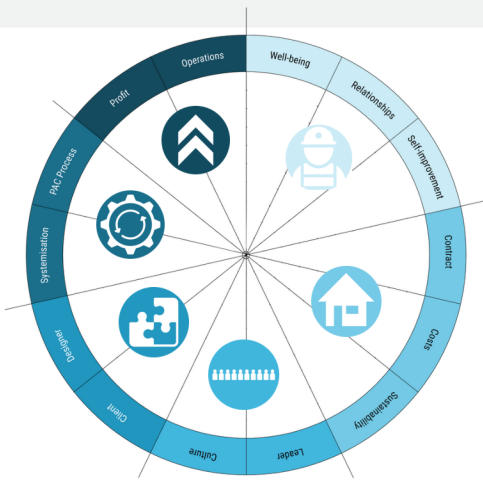 Operations
Well-being
Relationships
Self-improvement
Contract
Costs
Sustainability
Leader
Culture
Client
Designer
Systemisation
PAC Process
Profit